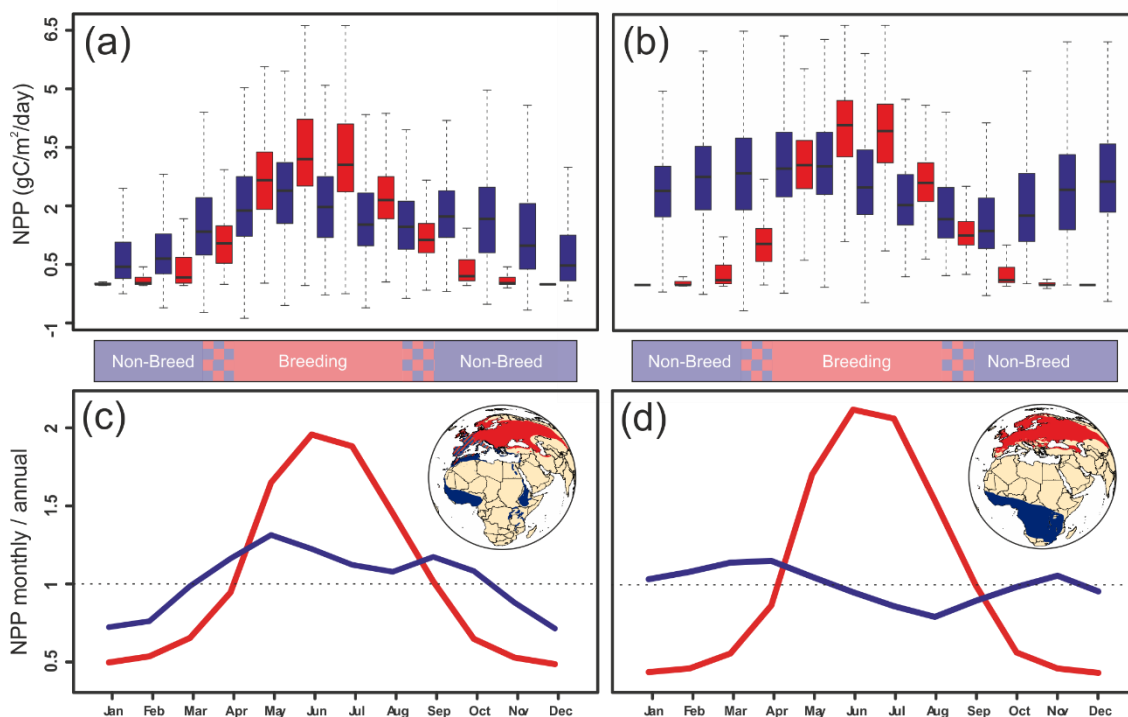 (a)
(b)
NPP (gC/m²/day)
6.5
5
3.5
2
0.5
-1
Non-Breed
Breeding
Non-Breed
Non-Breed
Breeding
Non-Breed
(c)
(d)
NPP monthly / annual
2
1.5
1
0.5
Jan Feb Mar Apr May Jun Jul Aug Sep Oct Nov Dec
Jan Feb Mar Apr May Jun Jul Aug Sep Oct Nov Dec